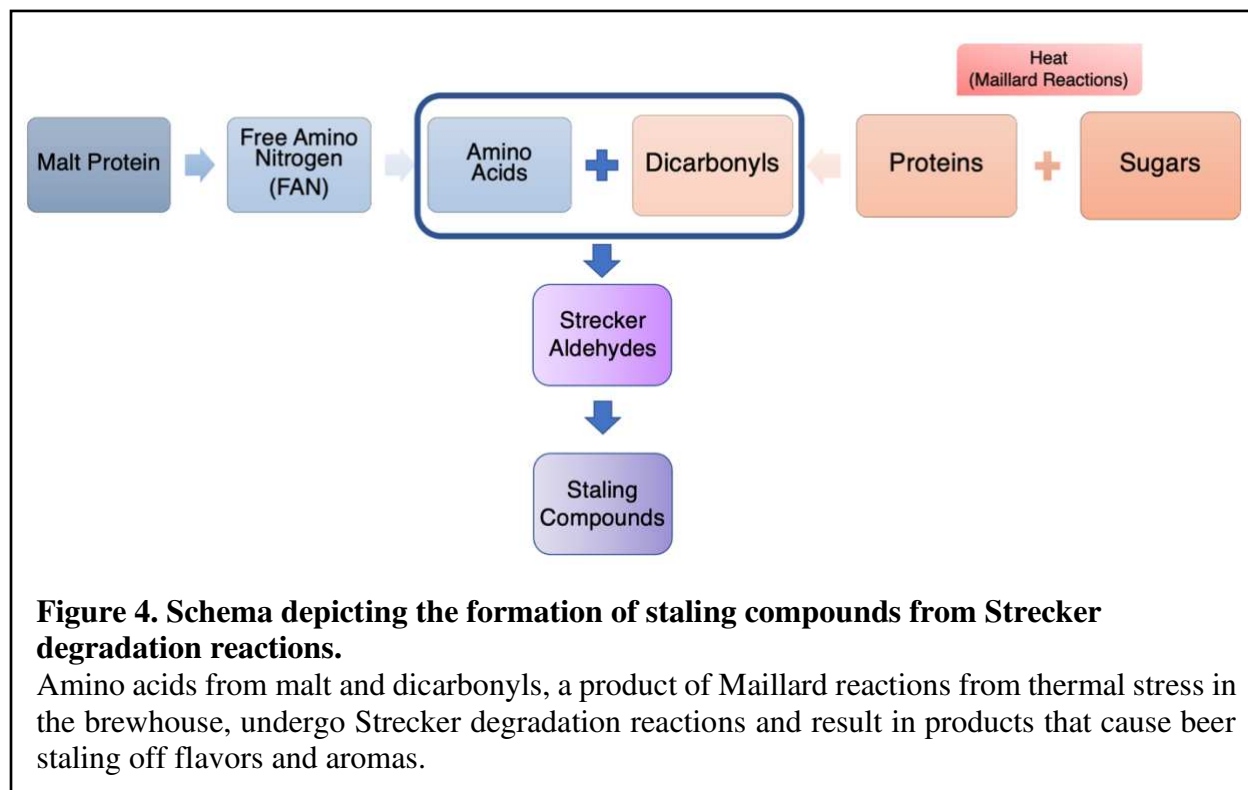 Heat
(Maillard Reactions)
Malt Protein
Free Amino
Nitrogen
(FAN)
Amino
Acids
Dicarbonyls
Proteins
Sugars
Strecker
Aldehydes
Staling
Compounds
Figure 4. Schema depicting the formation of staling compounds from Strecker
degradation reactions.
Amino acids from malt and dicarbonyls, a product of Maillard reactions from thermal stress in
the brewhouse, undergo Strecker degradation reactions and result in products that cause beer
staling off flavors and aromas.